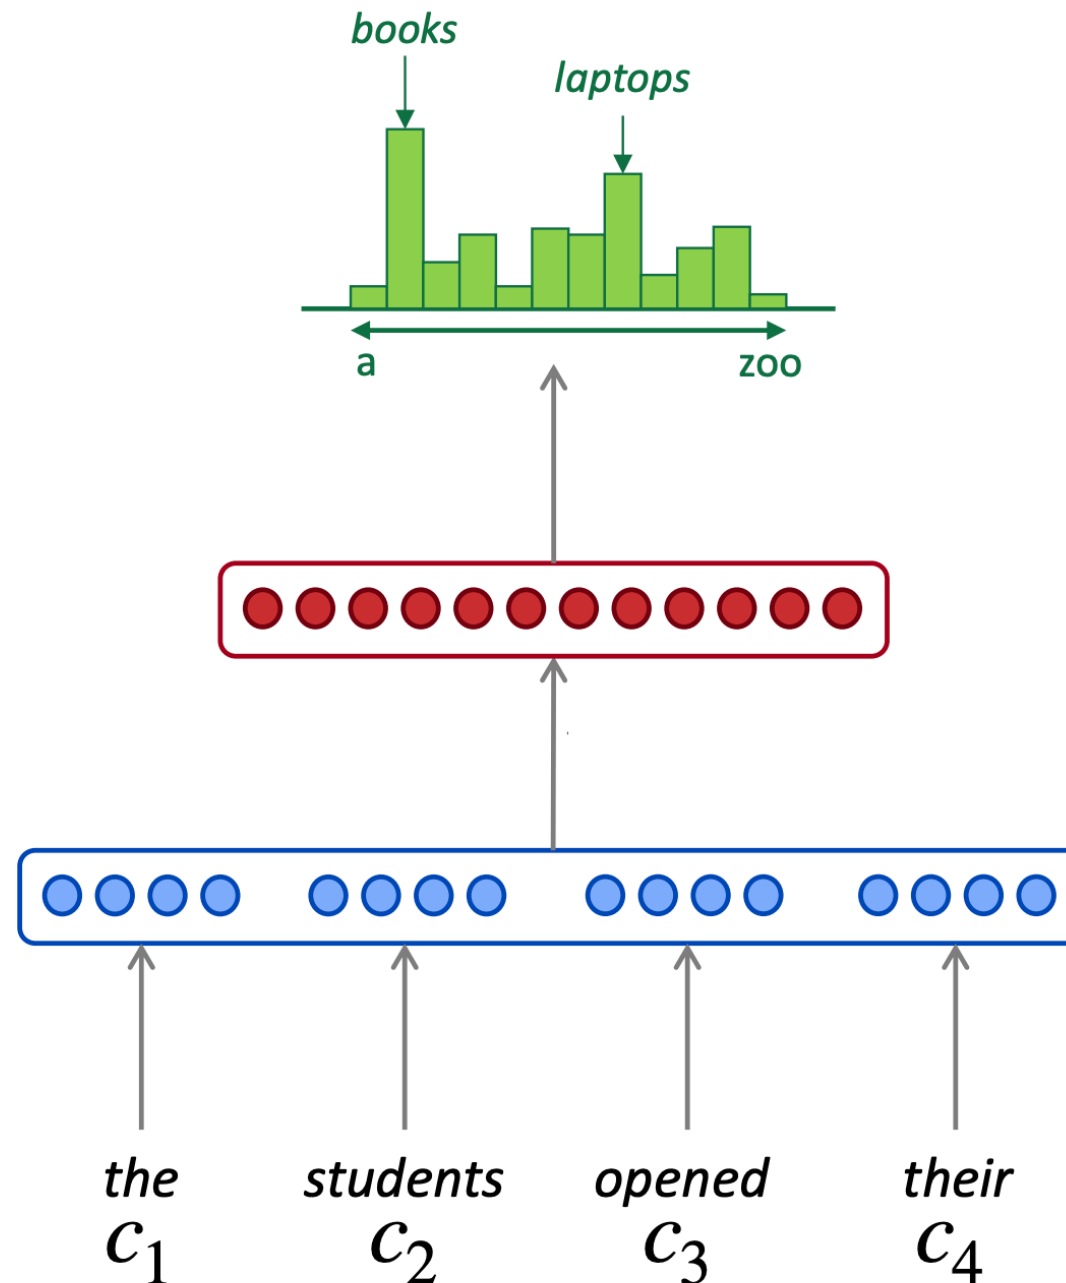 books
laptops
a zoo
the students opened their
c₁ c₂ c₃ c₄